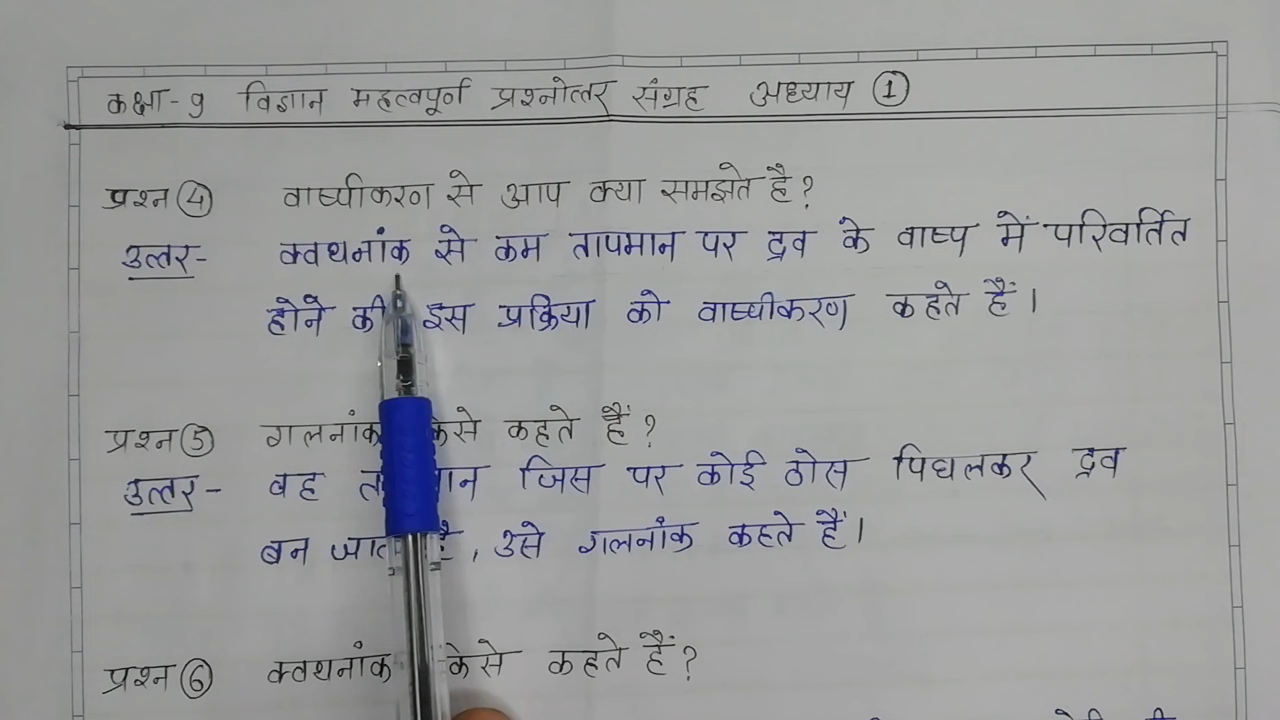 कक्षा-9 विज्ञान महत्वपूर्ण प्रश्नोत्तर संग्रह अध्याय ①
प्रश्न ④ वाष्पीकरण से आप क्या समझते है?
उत्तर- क्वथनांक से कम तापमान पर द्रव के वाष्प में परिवर्तित
होने की इस प्रक्रिया को वाष्पीकरण कहते हैं।
प्रश्न ⑤ गलनांक किसे कहते हैं?
उत्तर- वह तापमान जिस पर कोई ठोस पिघलकर द्रव
बन जाता है, उसे गलनांक कहते हैं।
प्रश्न ⑥ क्वथनांक किसे कहते हैं?